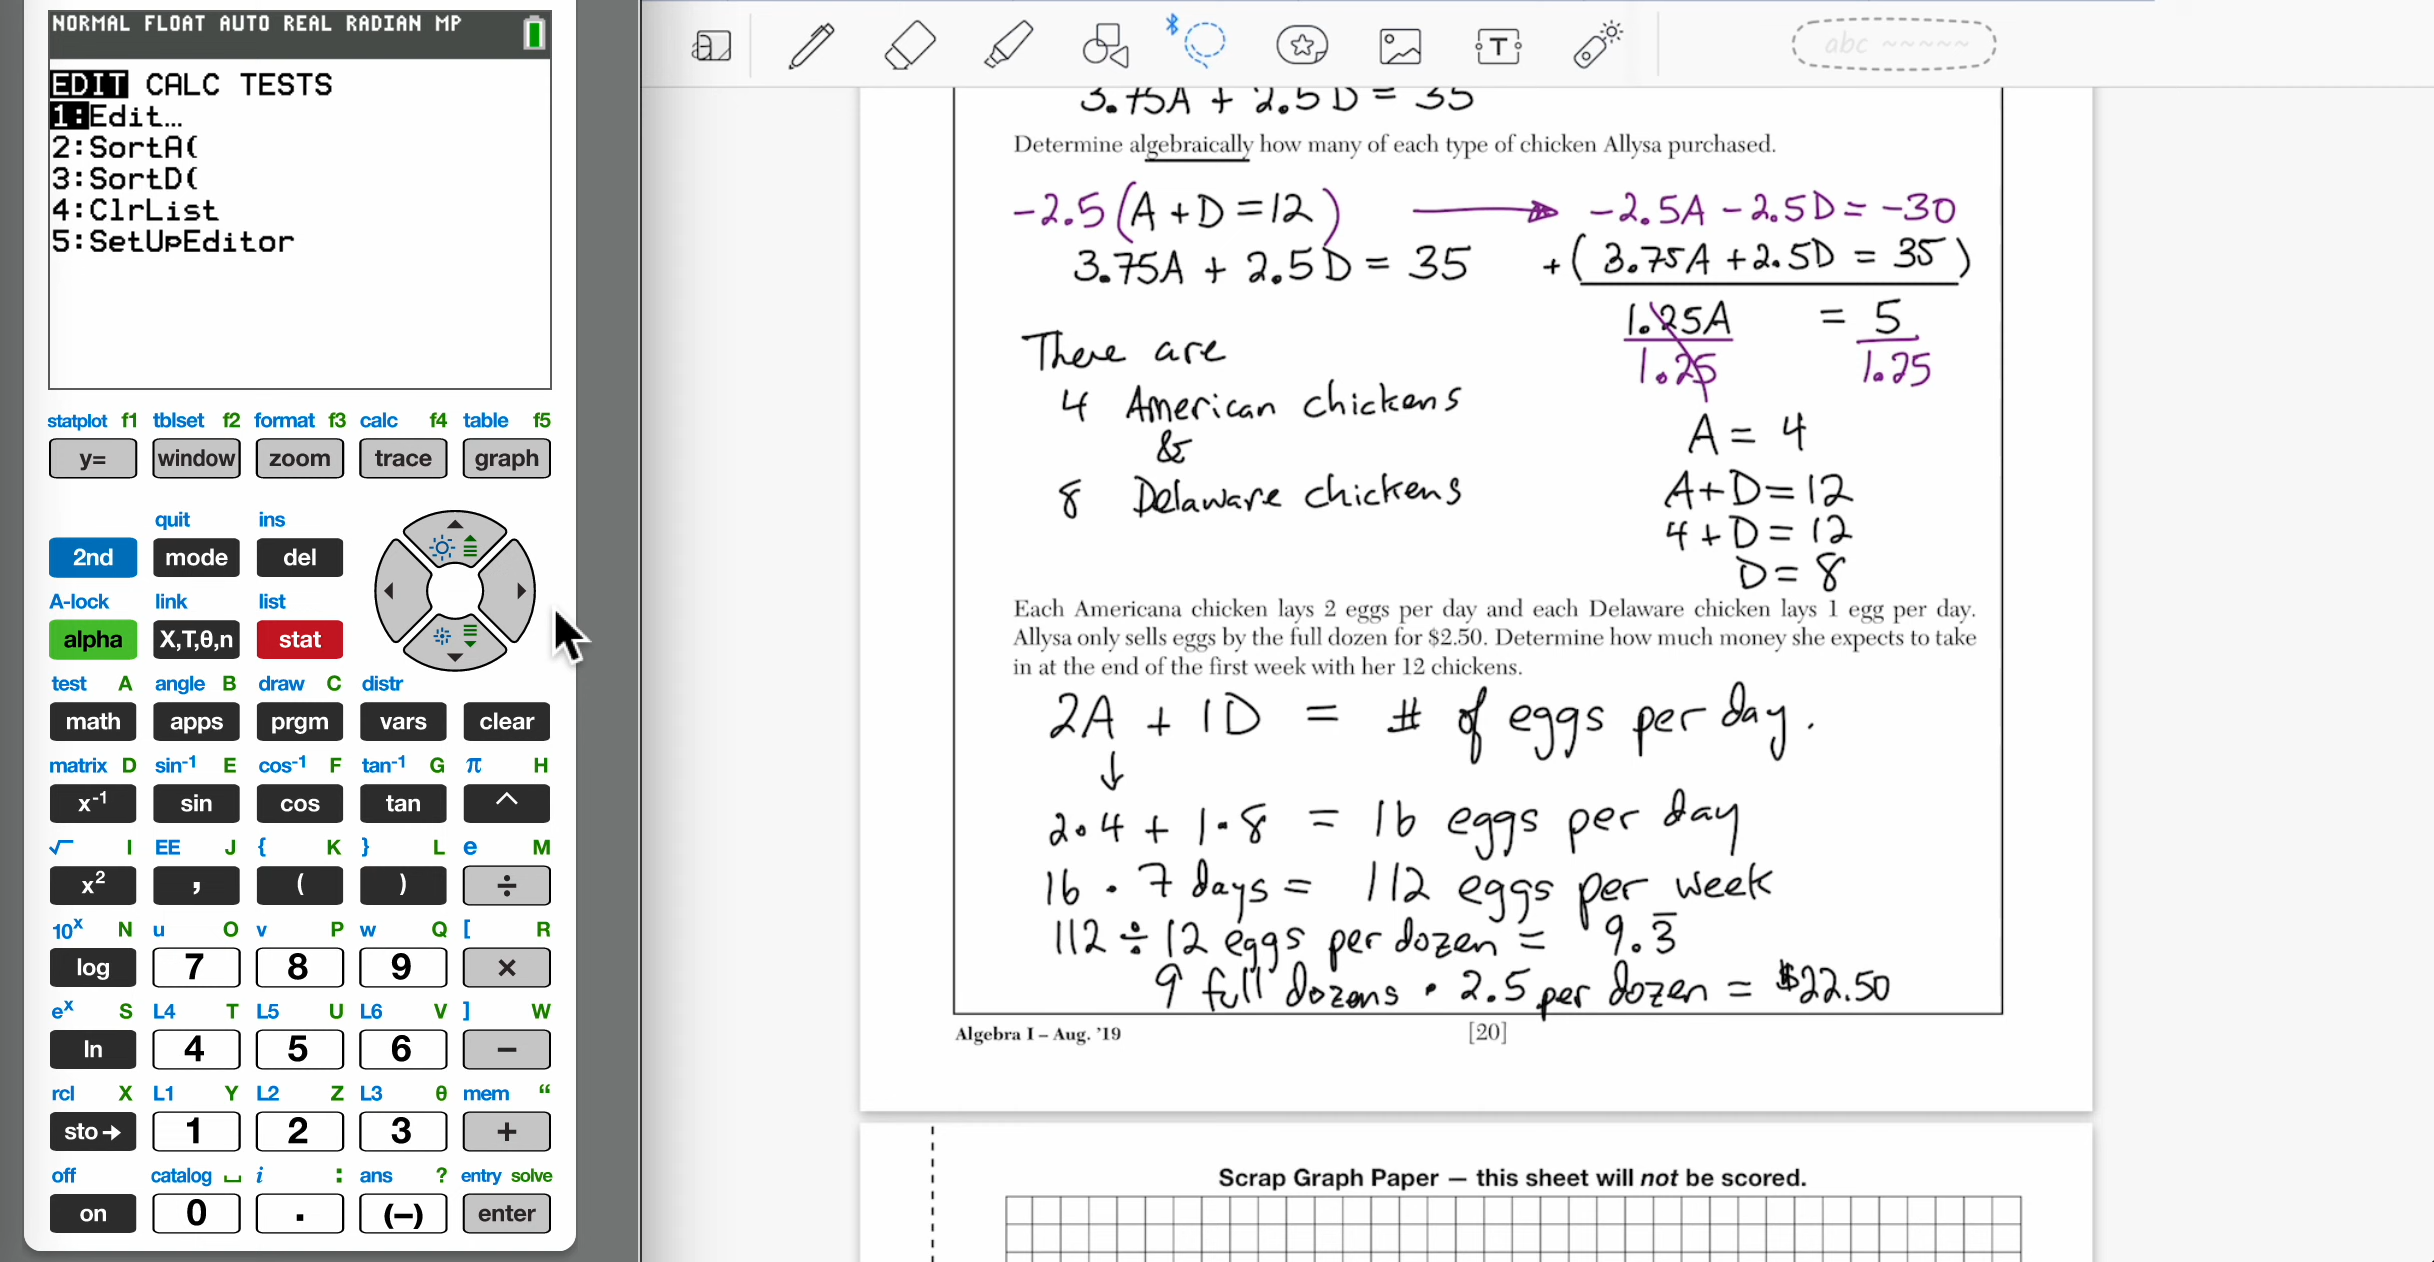 NORMAL FLOAT AUTO REAL RADIAN MP
EDIT CALC TESTS
1:Edit…
2:SortA(
3:SortD(
4:ClrList
5:SetUpEditor
statplot f1 tblset f2 format f3 calc f4 table f5
y= window zoom trace graph
quit ins
2nd mode del
A-lock link list
alpha X,T,θ,n stat
test A angle B draw C distr
math apps prgm vars clear
matrix D sin⁻¹ E cos⁻¹ F tan⁻¹ G π H
x⁻¹ sin cos tan ^
√ I EE J { K } L e M
x² , ( ) ÷
10ˣ N u O v P w Q [ R
log 7 8 9 ×
eˣ S L4 T L5 U L6 V ] W
ln 4 5 6 −
rcl X L1 Y L2 Z L3 θ mem “
sto→ 1 2 3 +
off catalog ␣ i : ans ? entry solve
on 0 . (–) enter
a T abc
3.75A + 2.5D = 35
Determine algebraically how many of each type of chicken Allysa purchased.
-2.5(A+D=12) → -2.5A - 2.5D = -30
3.75A + 2.5D = 35 +(3.75A + 2.5D = 35)
1.25A = 5
1.25 1.25
There are
4 American chickens
&
8 Delaware chickens
A = 4
A+D=12
4+D=12
D=8
Each Americana chicken lays 2 eggs per day and each Delaware chicken lays 1 egg per day.
Allysa only sells eggs by the full dozen for $2.50. Determine how much money she expects to take
in at the end of the first week with her 12 chickens.
2A + 1D = # of eggs per day.
↓
2·4 + 1·8 = 16 eggs per day
16 · 7 days = 112 eggs per week
112 ÷ 12 eggs per dozen = 9.3̅
9 full dozens · 2.5 per dozen = $22.50
Algebra I – Aug. ’19 [20]
Scrap Graph Paper — this sheet will not be scored.